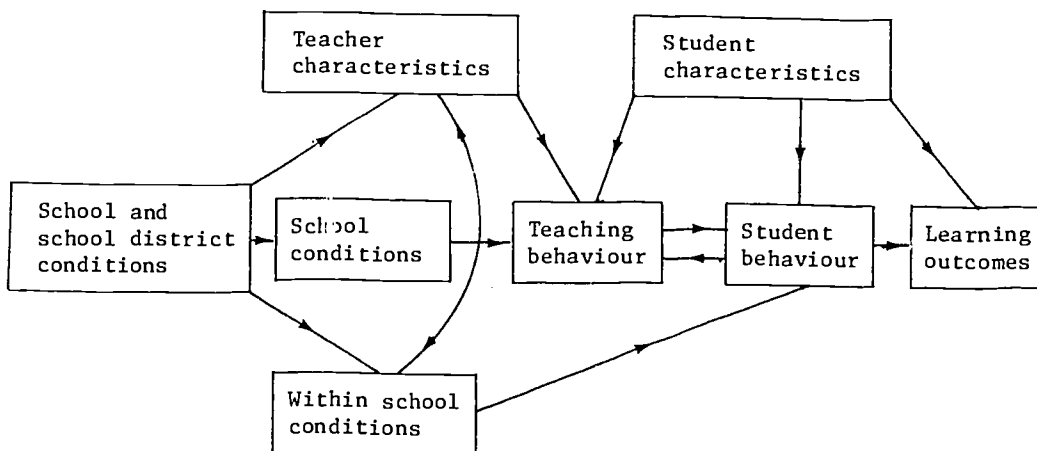 Teacher
characteristics
Student
characteristics
School and
school district
conditions
School
conditions
Teaching
behaviour
Student
behaviour
Learning
outcomes
Within school
conditions